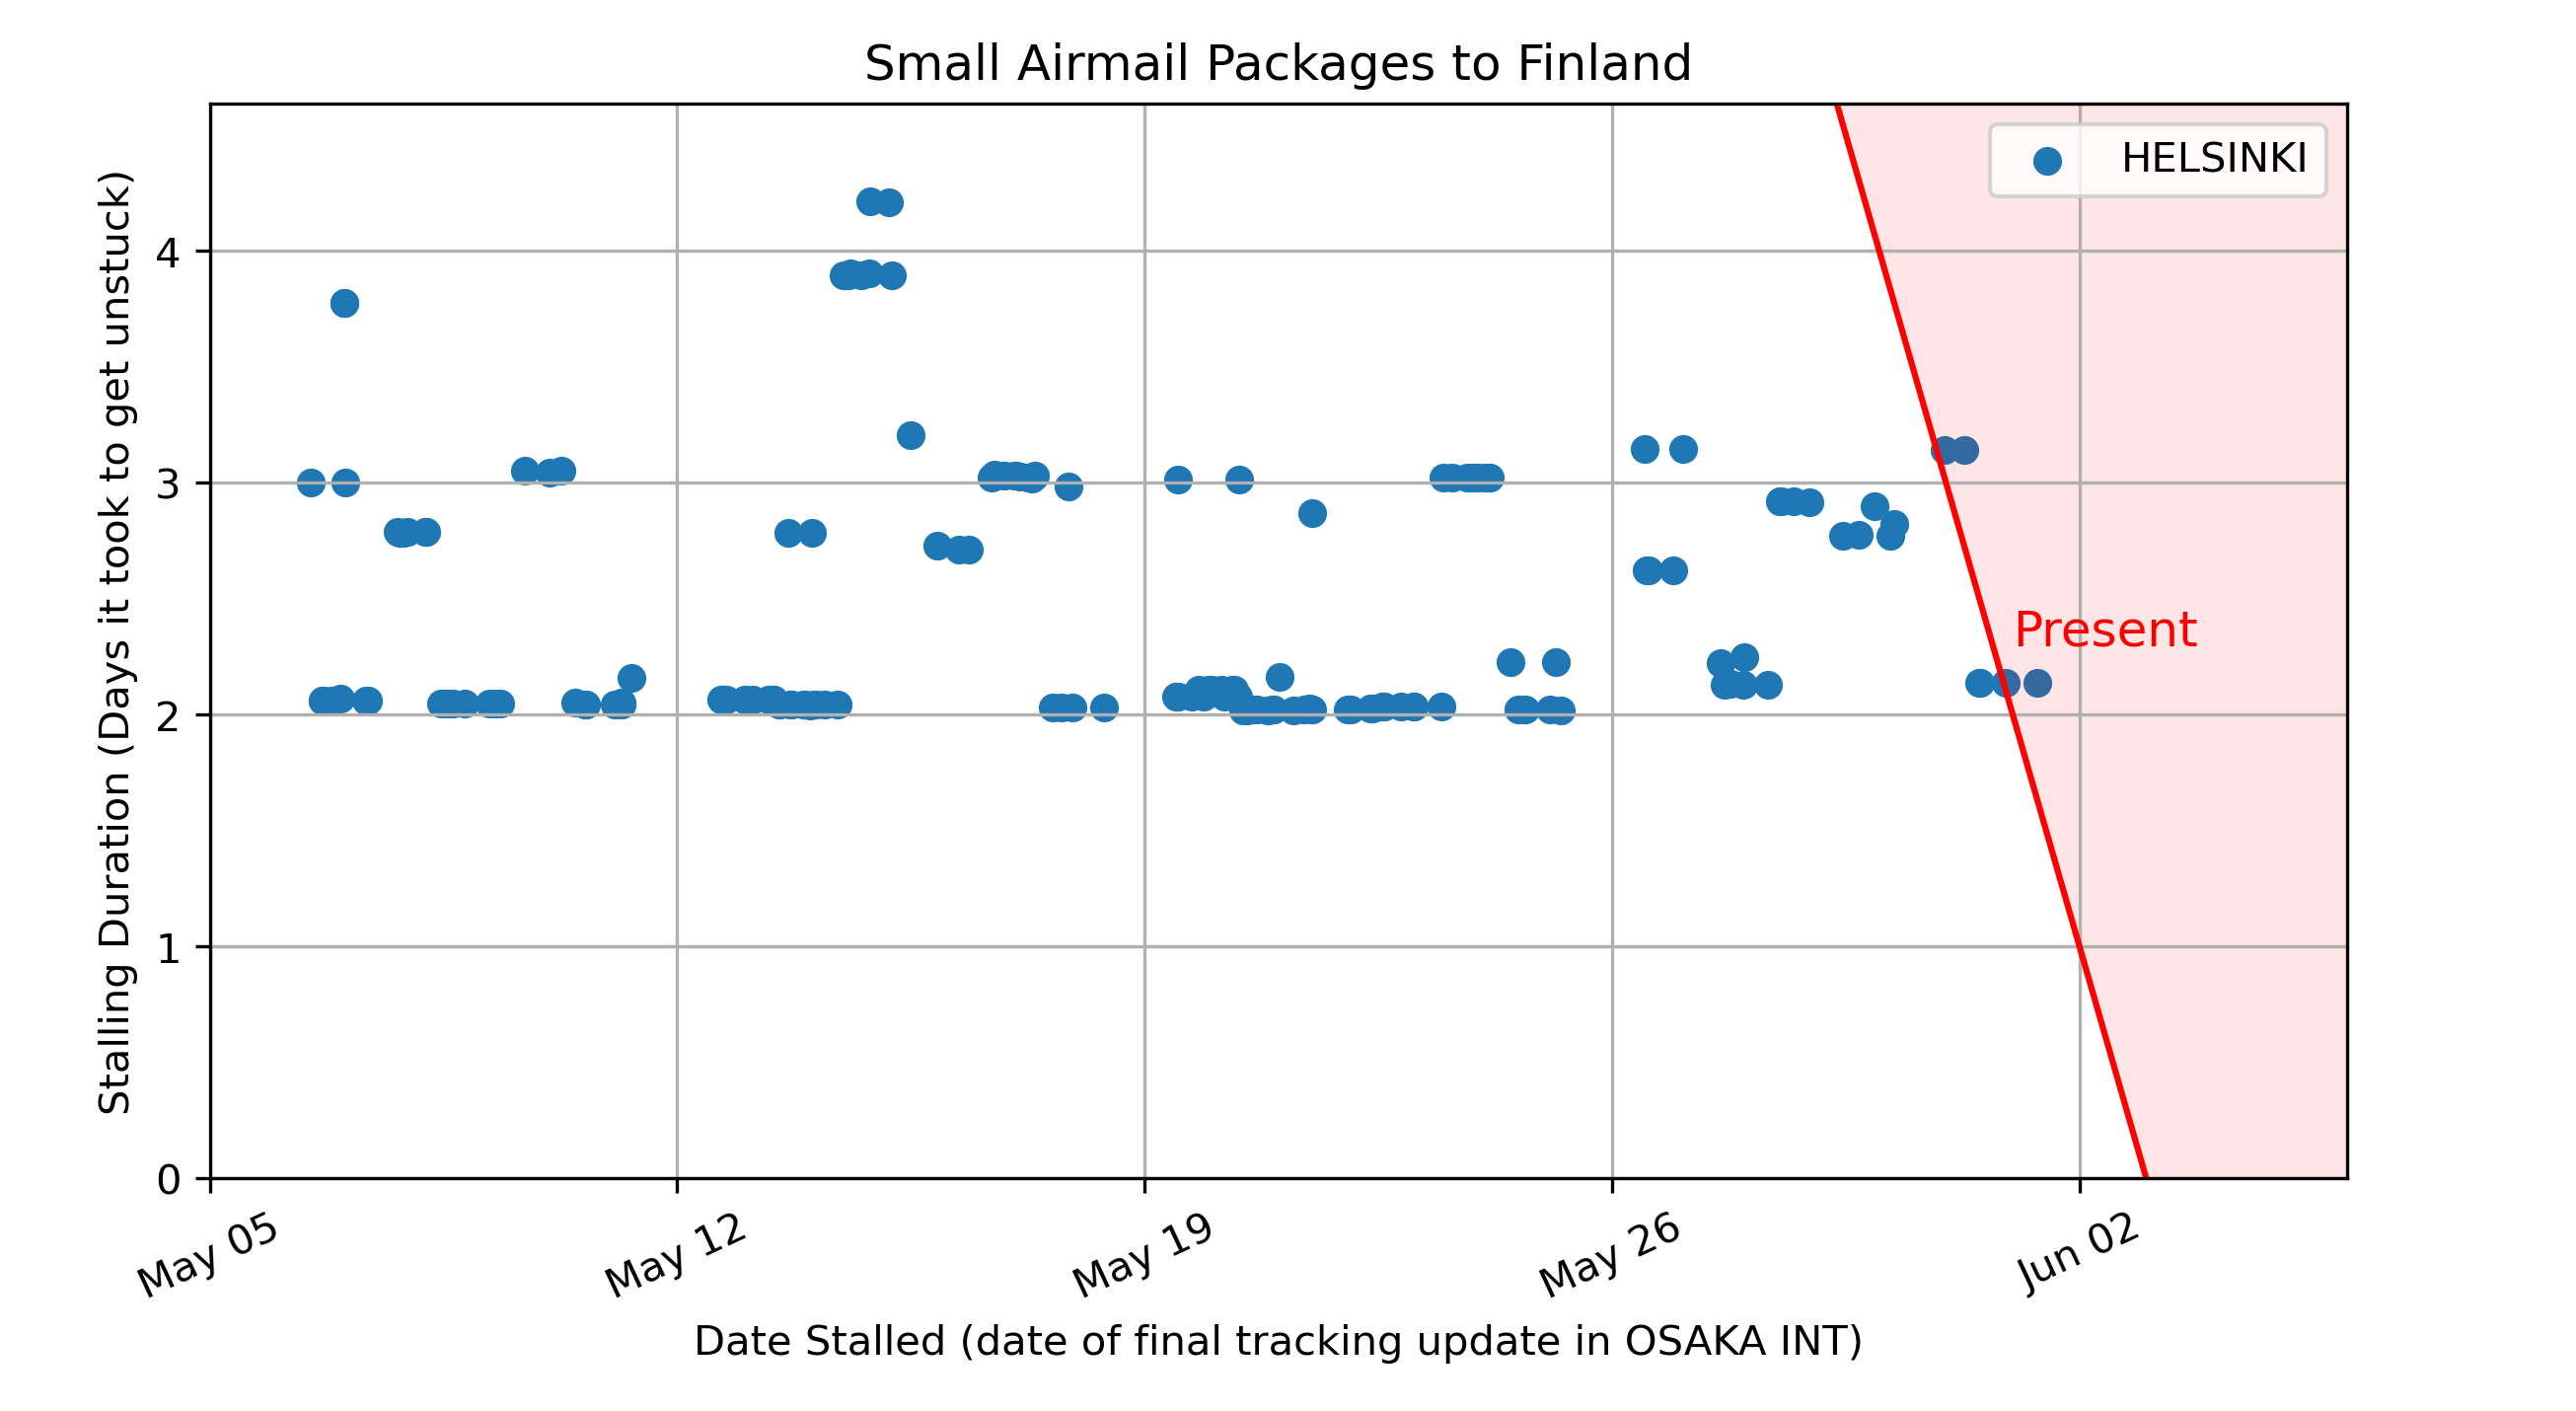 Small Airmail Packages to Finland
HELSINKI
Stalling Duration (Days it took to get unstuck)
4
3
2
1
0
Present
May 05
May 12
May 19
May 26
Jun 02
Date Stalled (date of final tracking update in OSAKA INT)